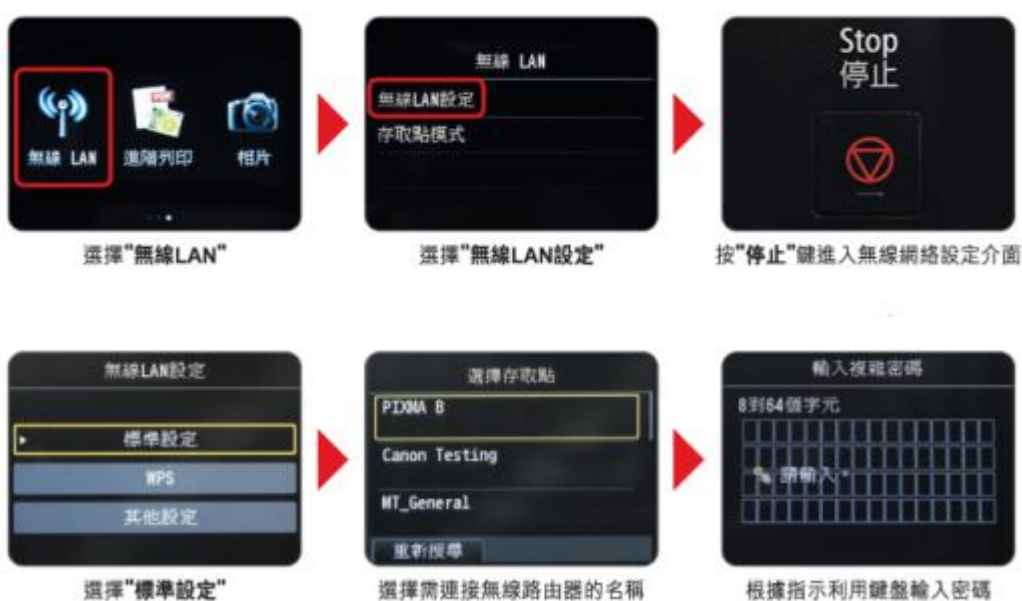 無線 LAN
進階列印
相片
選擇"無線LAN"
無線 LAN
無線LAN設定
存取點模式
選擇"無線LAN設定"
Stop
停止
按"停止"鍵進入無線網絡設定介面
無線LAN設定
標準設定
WPS
其他設定
選擇"標準設定"
選擇存取點
PIXMA B
Canon Testing
MT_General
重新搜尋
選擇需連接無線路由器的名稱
輸入複雜密碼
8到64個字元
請輸入。
根據指示利用鍵盤輸入密碼